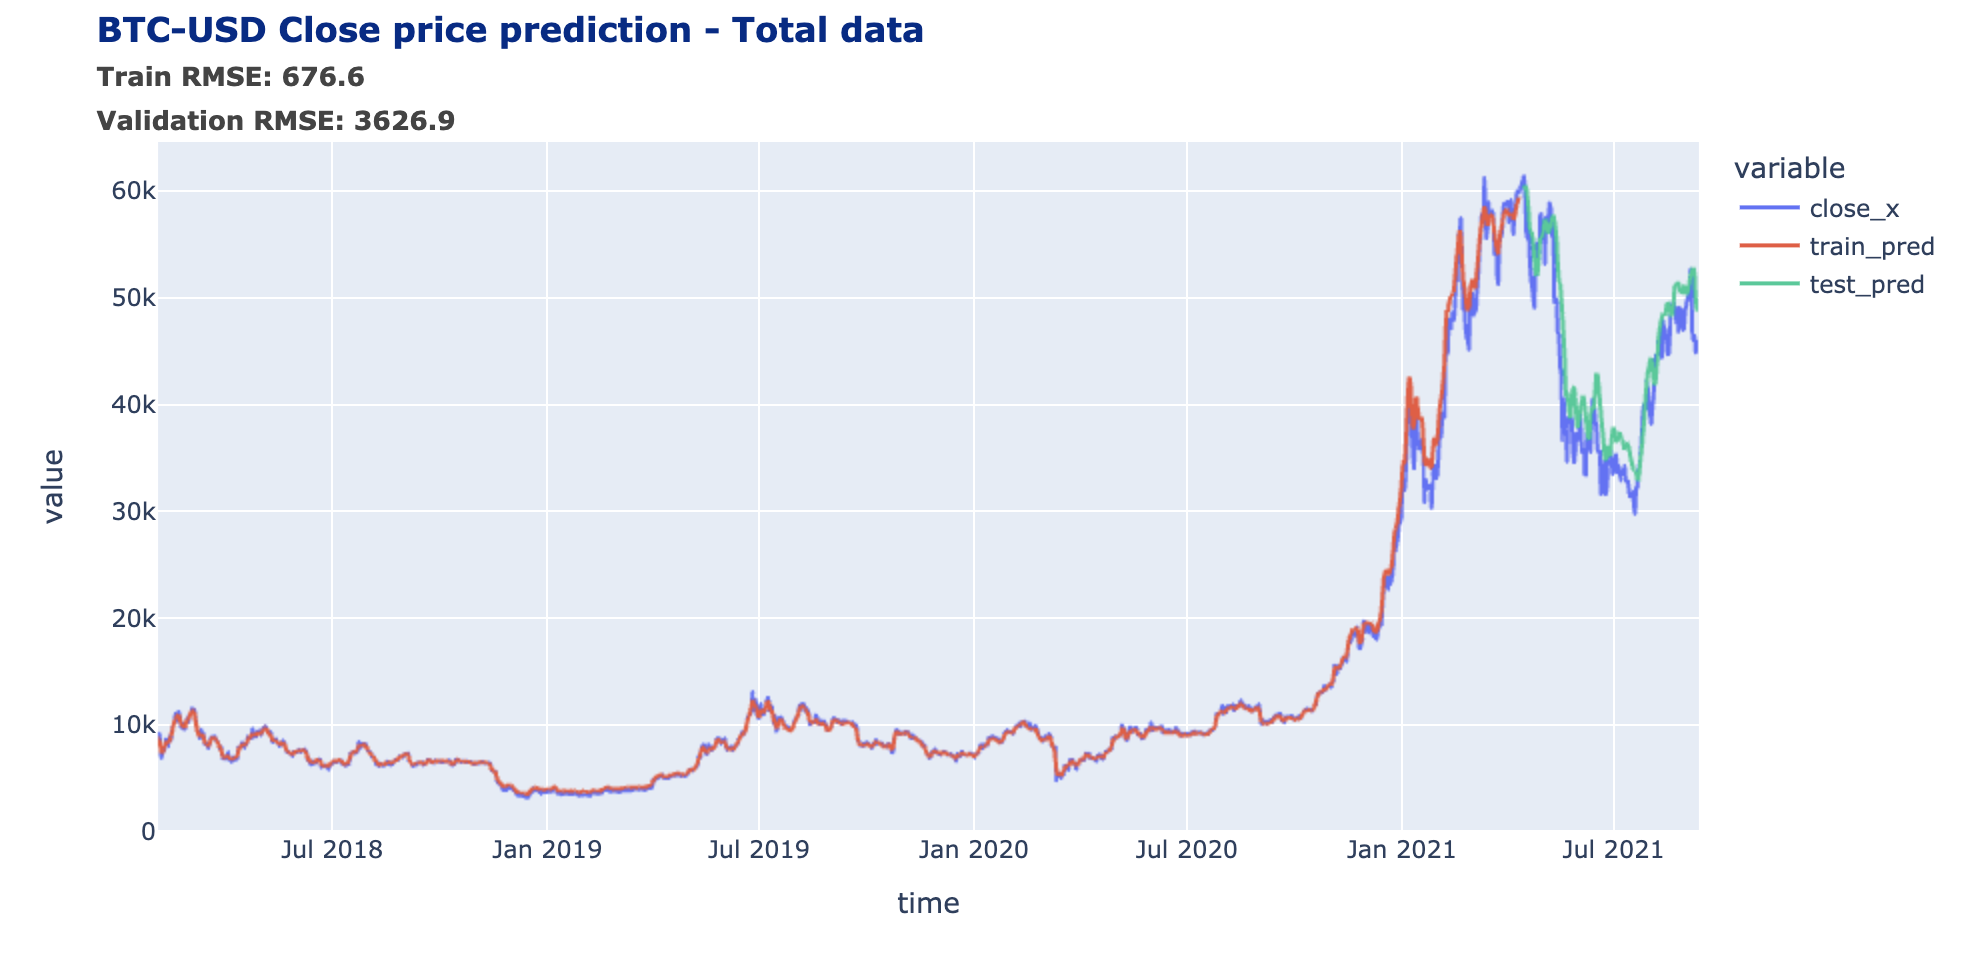 BTC-USD Close price prediction - Total data
Train RMSE: 676.6
Validation RMSE: 3626.9
variable
close_x
train_pred
test_pred
60k
50k
40k
30k
20k
10k
0
value
Jul 2018
Jan 2019
Jul 2019
Jan 2020
Jul 2020
Jan 2021
Jul 2021
time